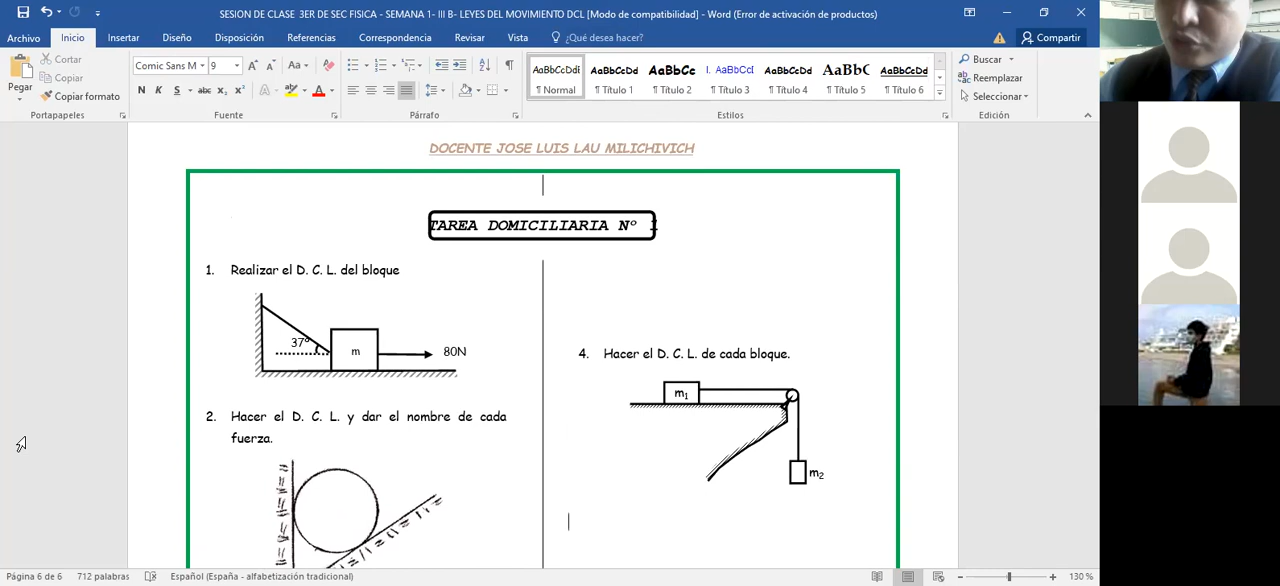 SESION DE CLASE 3ER DE SEC FISICA - SEMANA 1- III B- LEYES DEL MOVIMIENTO DCL [Modo de compatibilidad] - Word (Error de activación de productos)
Archivo Inicio Insertar Diseño Disposición Referencias Correspondencia Revisar Vista ¿Qué desea hacer? Compartir
Pegar
Cortar
Copiar
Copiar formato
Portapapeles
Comic Sans M 9
Fuente
Párrafo
AaBbCcDdE AaBbCcDd AaBbCc I. AaBbCcI AaBbCcDd AaBbC AaBbCcDd
¶ Normal ¶ Título 1 ¶ Título 2 ¶ Título 3 ¶ Título 4 ¶ Título 5 ¶ Título 6
Estilos
Buscar
Reemplazar
Seleccionar
Edición
DOCENTE JOSE LUIS LAU MILICHIVICH
TAREA DOMICILIARIA Nº 1
1. Realizar el D. C. L. del bloque
37º
m
80N
2. Hacer el D. C. L. y dar el nombre de cada
fuerza.
4. Hacer el D. C. L. de cada bloque.
m1
m2
Página 6 de 6 712 palabras Español (España - alfabetización tradicional) 130 %